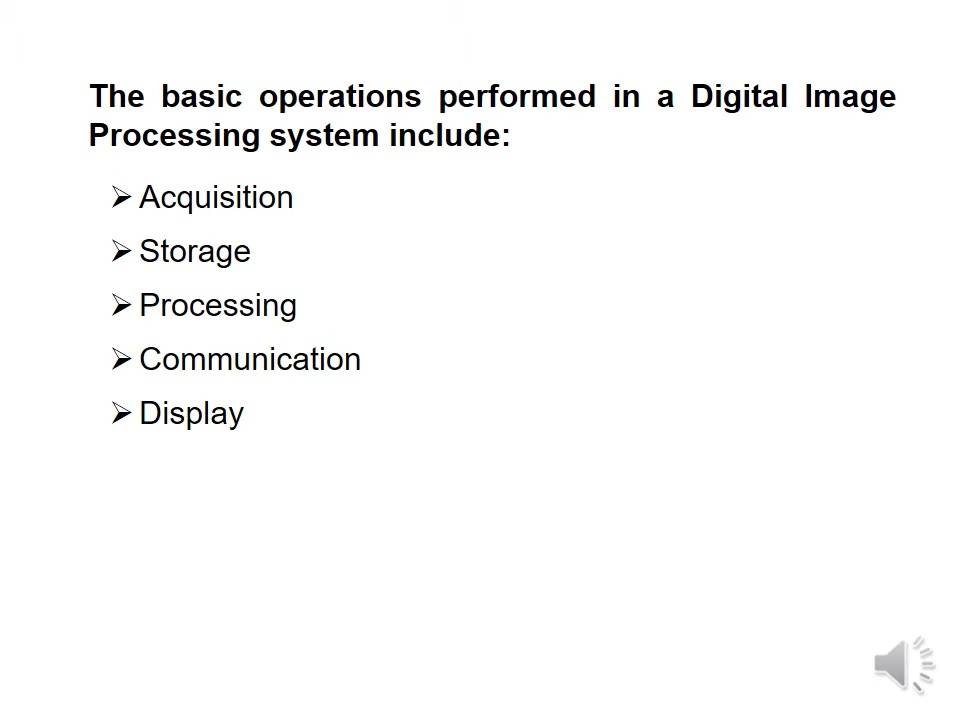 The basic operations performed in a Digital Image
Processing system include:
➢ Acquisition
➢ Storage
➢ Processing
➢ Communication
➢ Display